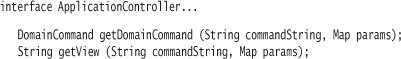 interface ApplicationController...
DomainCommand getDomainCommand (String commandString, Map params);
String getView (String commandString, Map params);